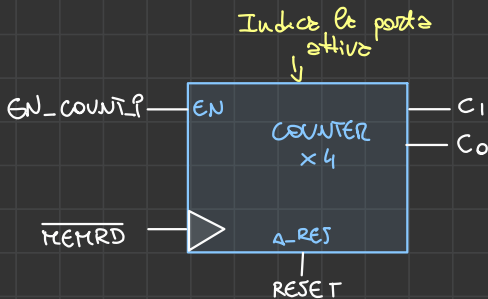 Indica la porta
attiva
EN_COUNT_i
EN
C1
COUNTER
x4
C0
MEMRD
A_RES
RESET